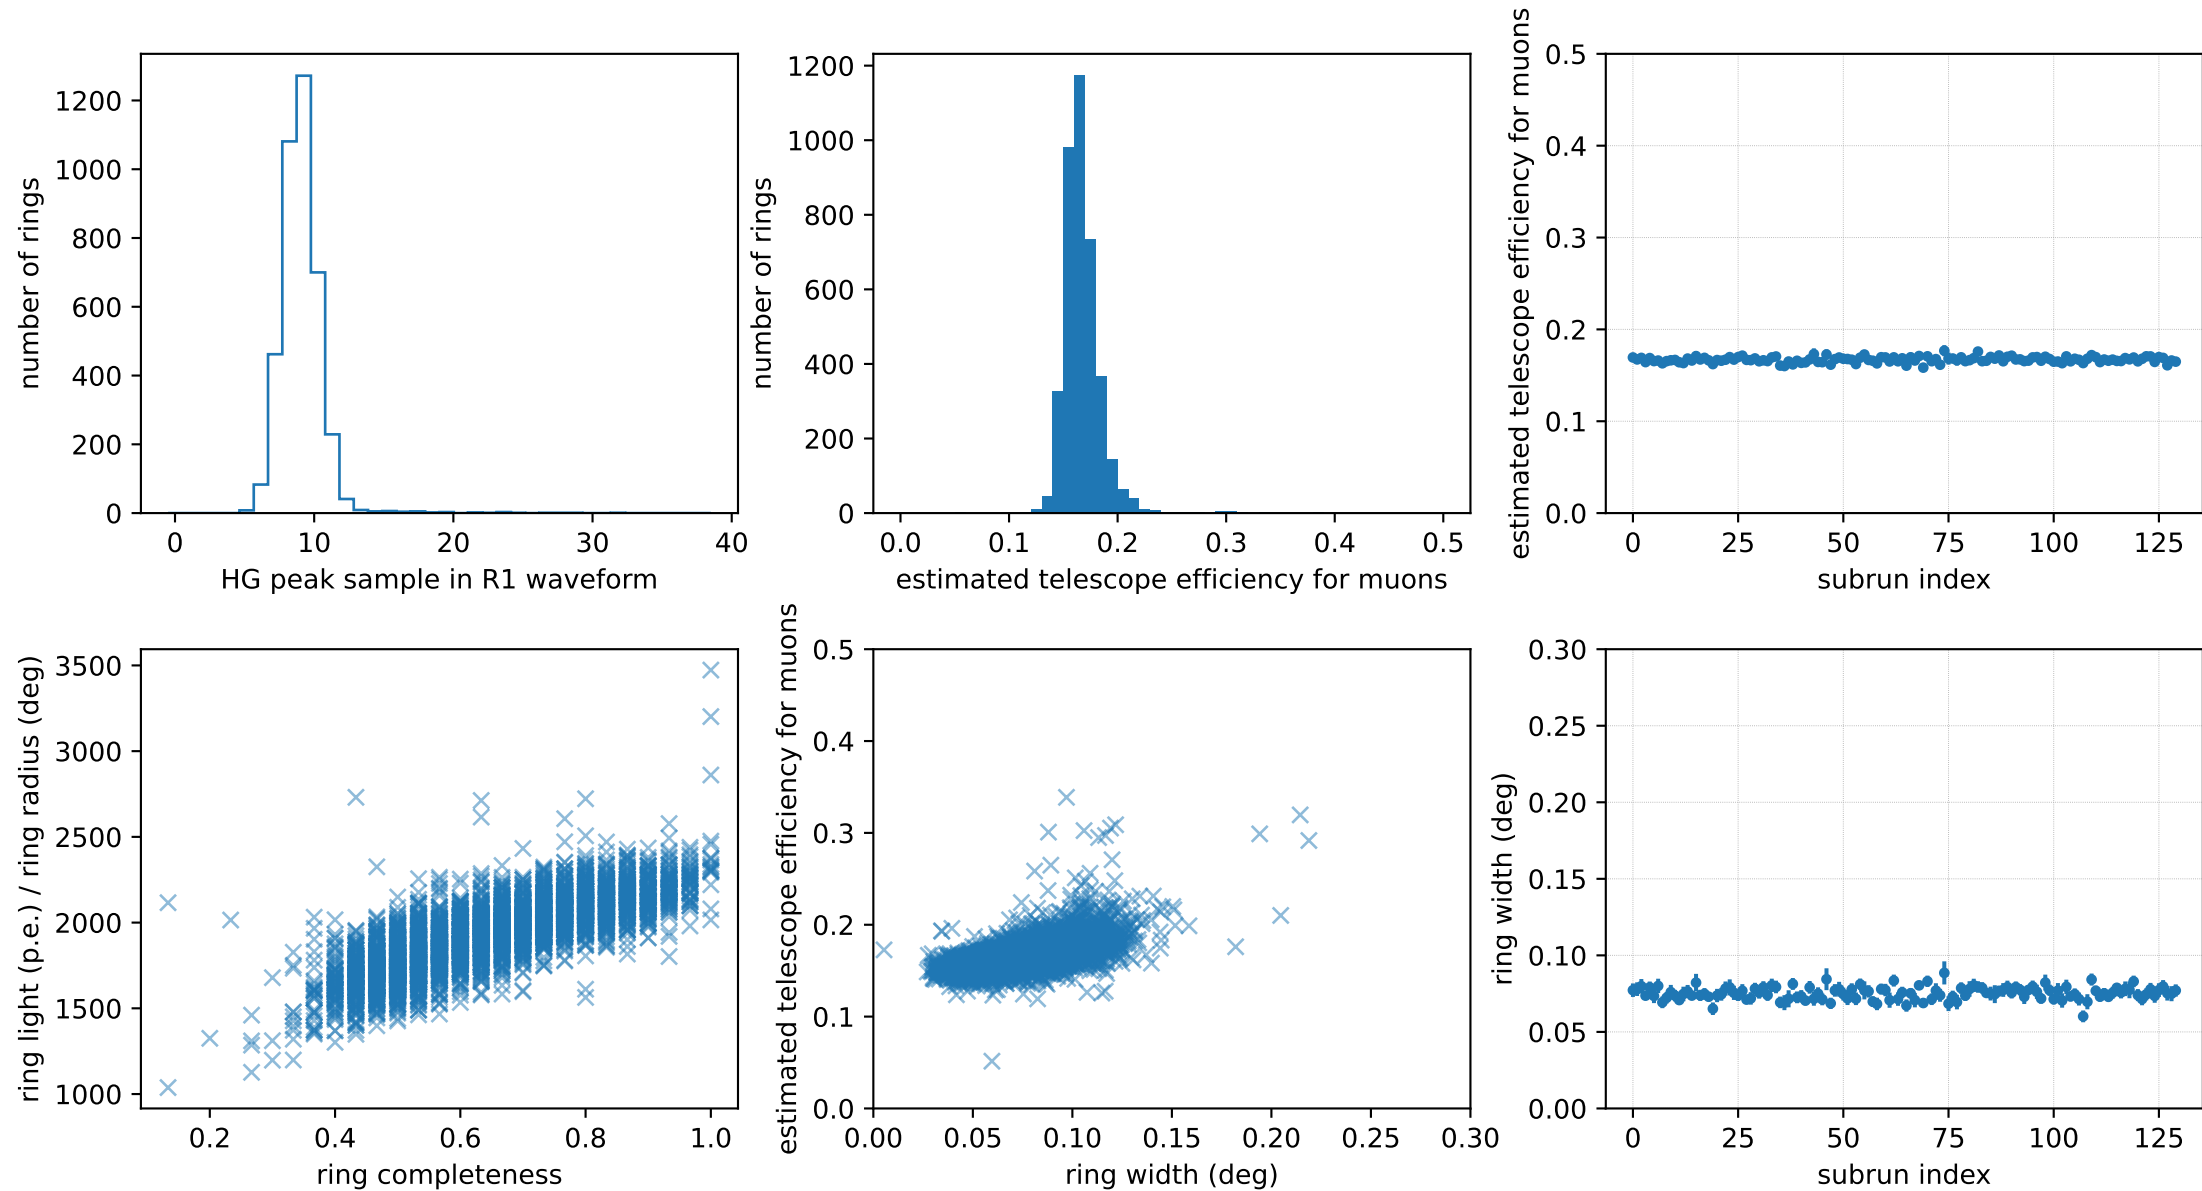 number of rings
1200
1000
800
600
400
200
0
0 10 20 30 40
HG peak sample in R1 waveform
number of rings
1200
1000
800
600
400
200
0
0.0 0.1 0.2 0.3 0.4 0.5
estimated telescope efficiency for muons
estimated telescope efficiency for muons
0.5
0.4
0.3
0.2
0.1
0.0
0 25 50 75 100 125
subrun index
ring light (p.e.) / ring radius (deg)
3500
3000
2500
2000
1500
1000
0.2 0.4 0.6 0.8 1.0
ring completeness
estimated telescope efficiency for muons
0.5
0.4
0.3
0.2
0.1
0.0
0.00 0.05 0.10 0.15 0.20 0.25 0.30
ring width (deg)
ring width (deg)
0.30
0.25
0.20
0.15
0.10
0.05
0.00
0 25 50 75 100 125
subrun index